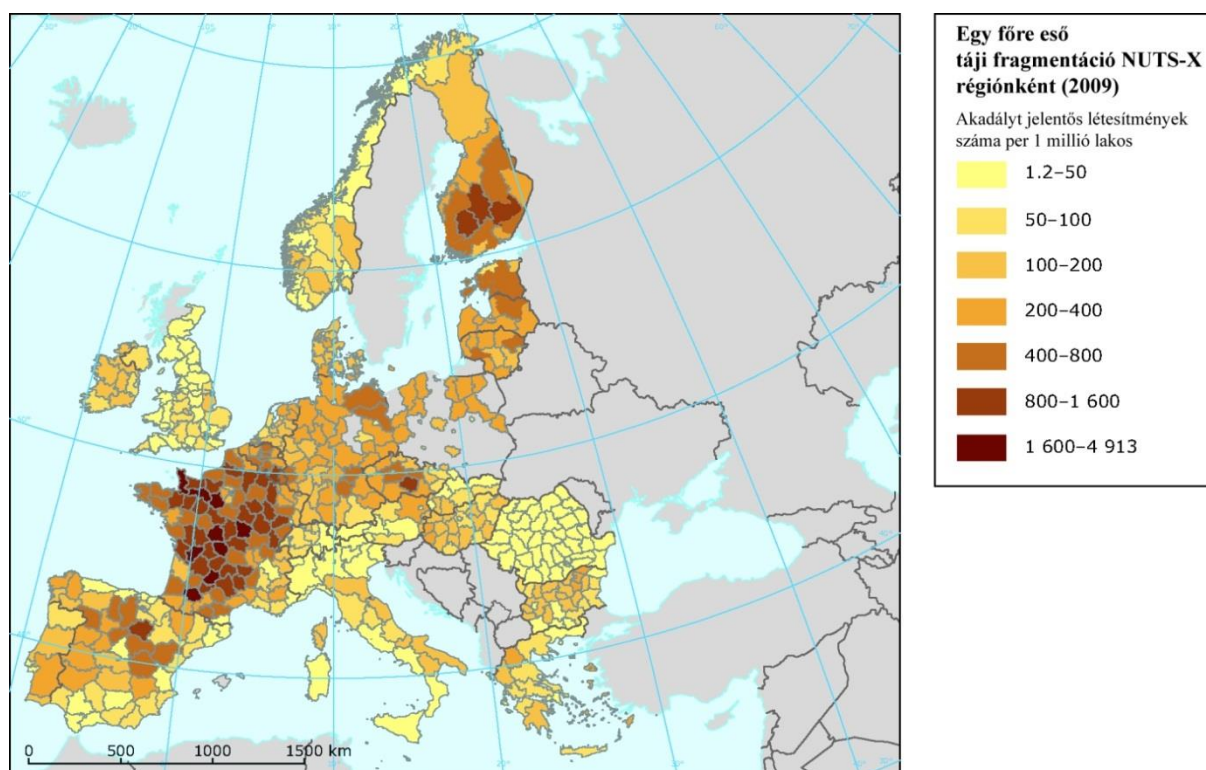 Egy főre eső
táji fragmentáció NUTS-X
régiónként (2009)
Akadályt jelentős létesítmények
száma per 1 millió lakos
1.2–50
50–100
100–200
200–400
400–800
800–1 600
1 600–4 913
0 500 1000 1500 km